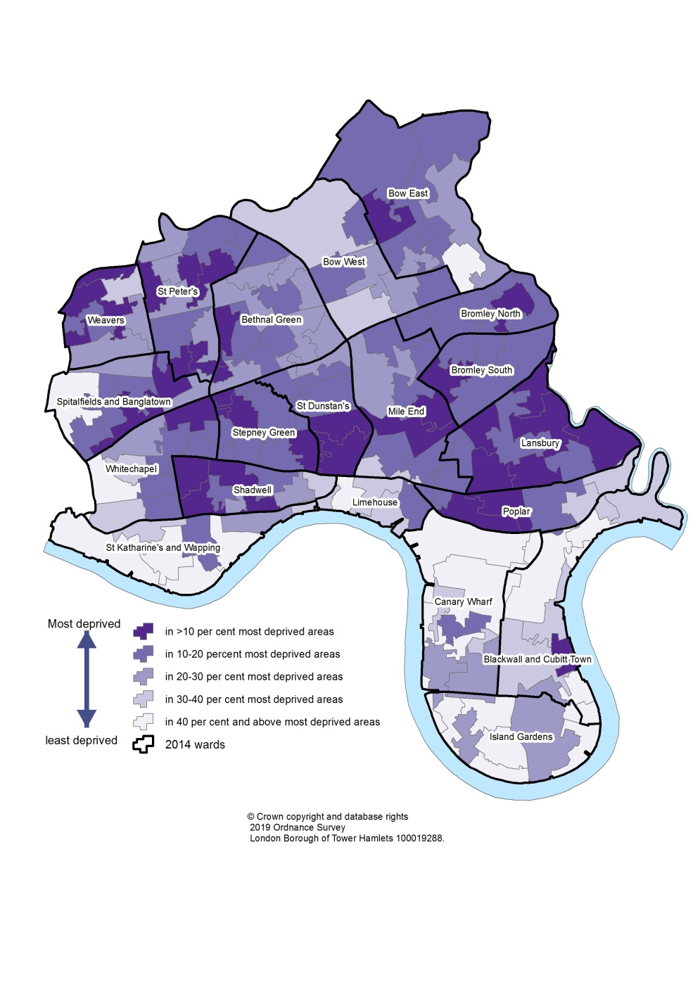 Bow East
Bow West
St Peter's
Bromley North
Weavers
Bethnal Green
Bromley South
Spitalfields and Banglatown
St Dunstan's
Mile End
Stepney Green
Lansbury
Whitechapel
Shadwell
Limehouse
Poplar
St Katharine's and Wapping
Canary Wharf
Blackwall and Cubitt Town
Island Gardens
Most deprived
least deprived
in >10 per cent most deprived areas
in 10-20 percent most deprived areas
in 20-30 per cent most deprived areas
in 30-40 per cent most deprived areas
in 40 per cent and above most deprived areas
2014 wards
© Crown copyright and database rights
2019 Ordnance Survey
London Borough of Tower Hamlets 100019288.